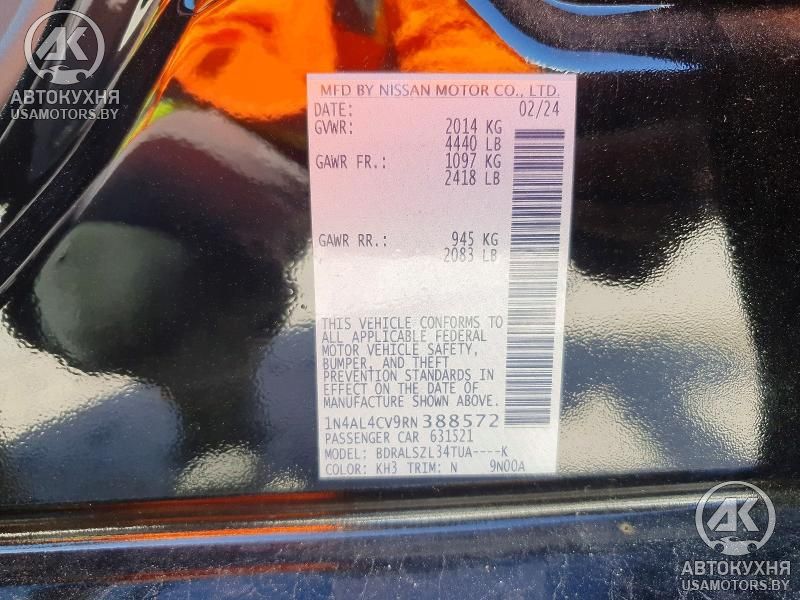 AK
АВТОКУХНЯ
USAMOTORS.BY
MFD BY NISSAN MOTOR CO., LTD.
DATE: 02/24
GVWR: 2014 KG
4440 LB
GAWR FR.: 1097 KG
2418 LB
GAWR RR.: 945 KG
2083 LB
THIS VEHICLE CONFORMS TO
ALL APPLICABLE FEDERAL
MOTOR VEHICLE SAFETY,
BUMPER, AND THEFT
PREVENTION STANDARDS IN
EFFECT ON THE DATE OF
MANUFACTURE SHOWN ABOVE.
1N4AL4CV9RN388572
PASSENGER CAR 631521
MODEL: BDRALSZL34TUA----K
COLOR: KH3 TRIM: N 9N00A
AK
АВТОКУХНЯ
USAMOTORS.BY